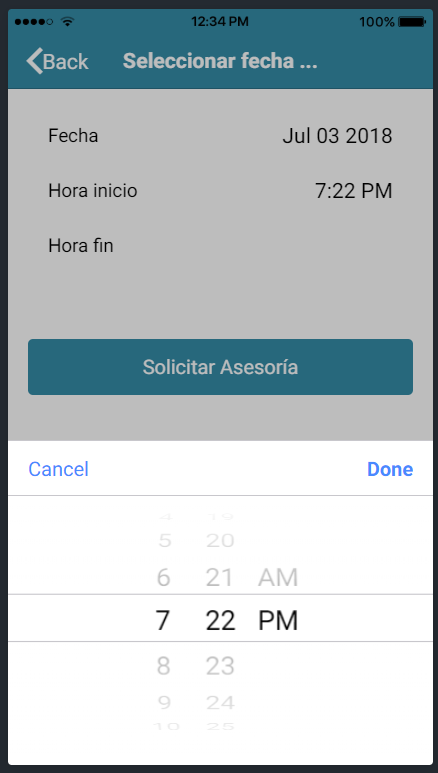 12:34 PM 100%
Back Seleccionar fecha ...
Fecha Jul 03 2018
Hora inicio 7:22 PM
Hora fin
Solicitar Asesoría
Cancel Done
4 19
5 20
6 21 AM
7 22 PM
8 23
9 24
10 25